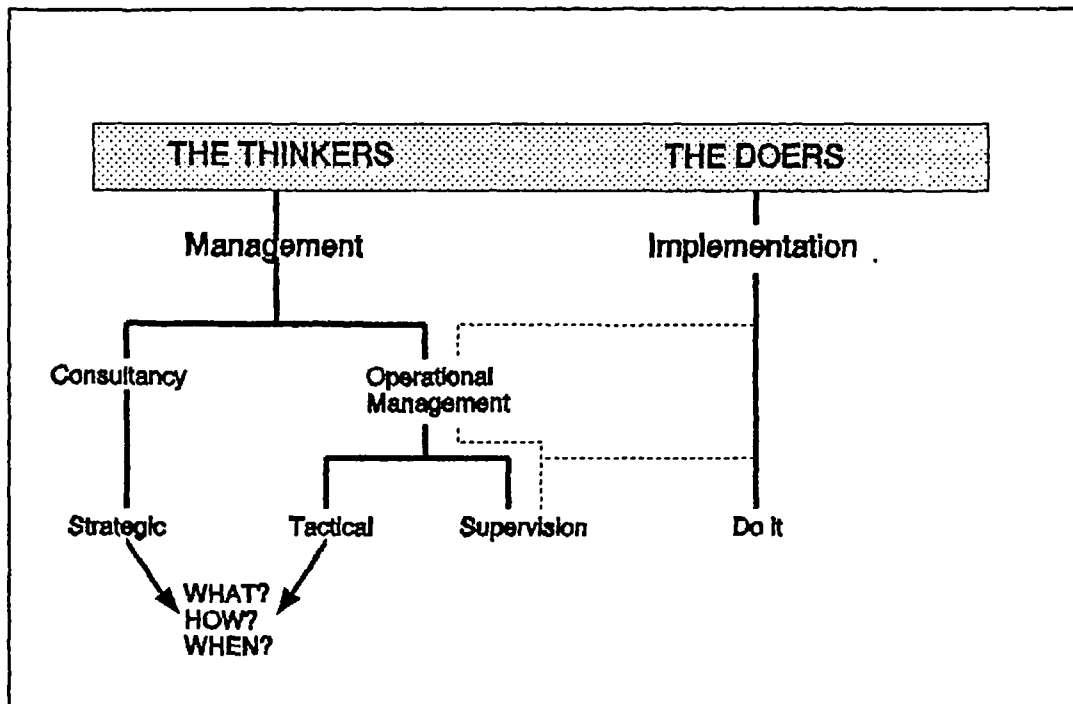 THE THINKERS THE DOERS
Management Implementation
Consultancy Operational
Management
Strategic Tactical Supervision Do it
WHAT?
HOW?
WHEN?